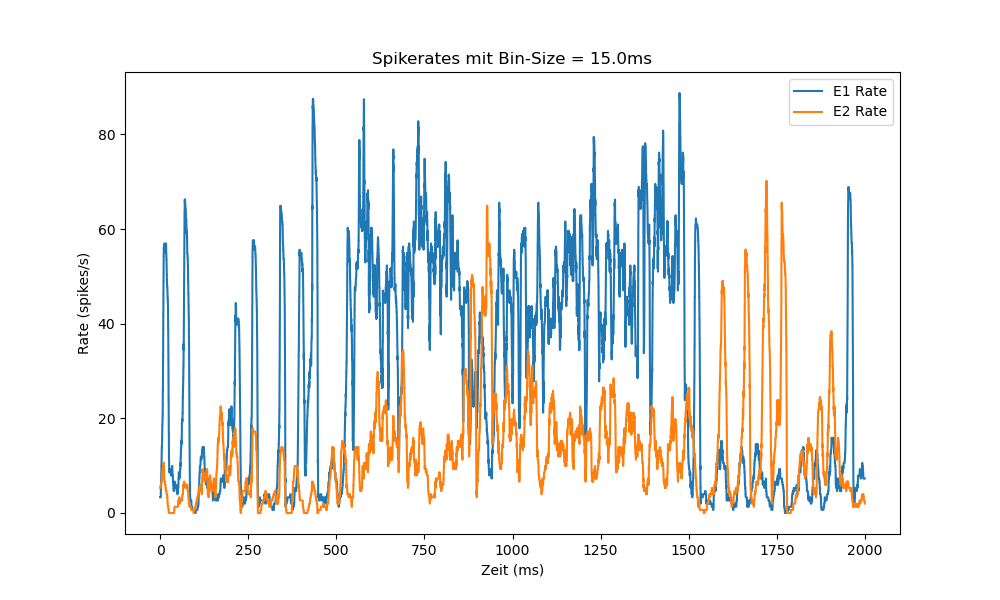 Spikerates mit Bin-Size = 15.0ms
E1 Rate
E2 Rate
80
60
40
20
0
Rate (spikes/s)
0 250 500 750 1000 1250 1500 1750 2000
Zeit (ms)